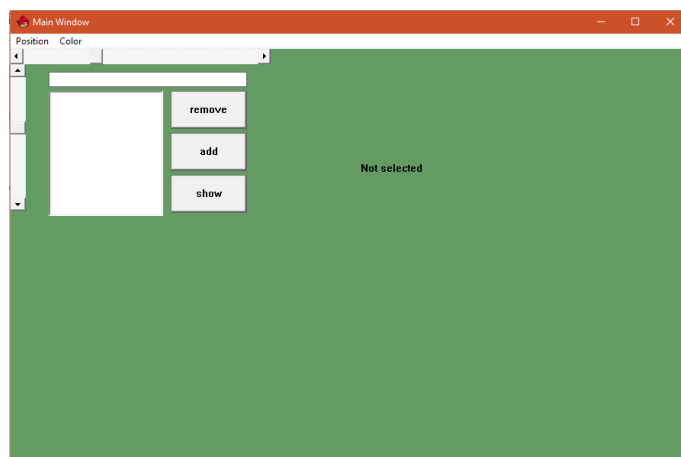 Main Window
Position Color
remove
add
Not selected
show